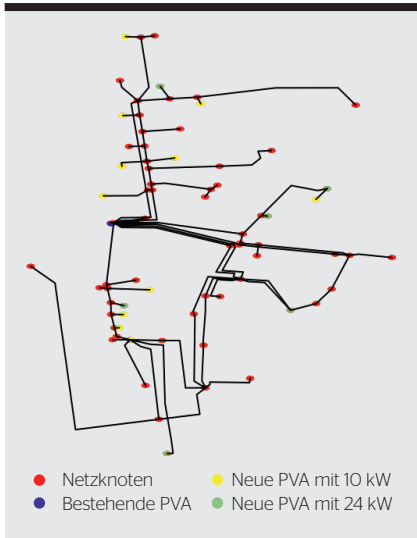 Netzknoten
Neue PVA mit 10 kW
Bestehende PVA
Neue PVA mit 24 kW